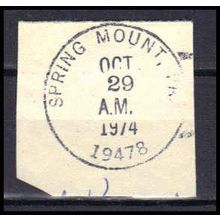 SPRING MOUNT, PA.
OCT
29
A.M.
1974
19478